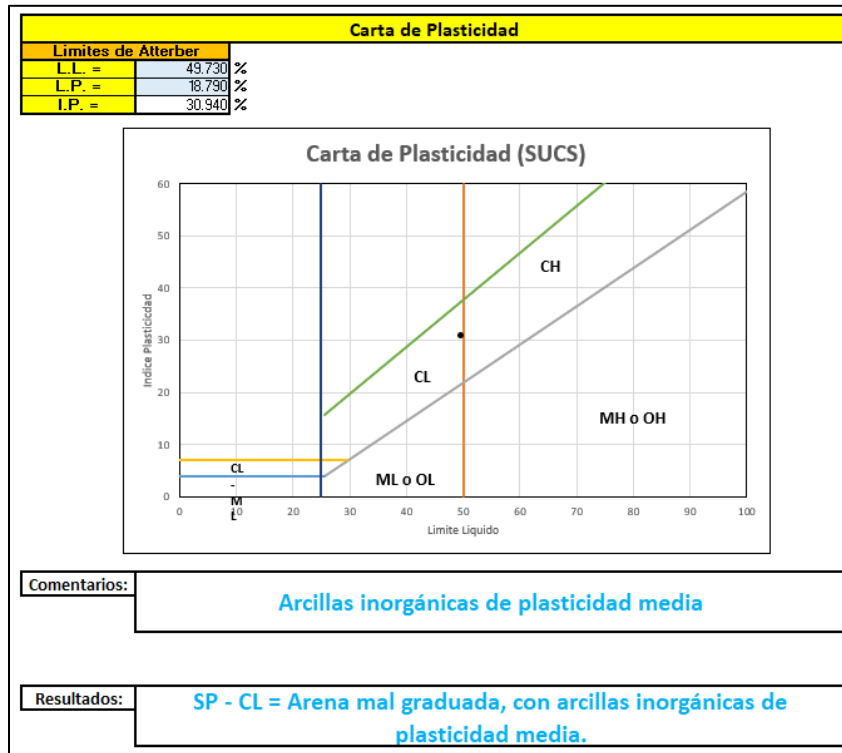 Carta de Plasticidad
Limites de Atterber
L.L. = 49.730 %
L.P. = 18.790 %
I.P. = 30.940 %
Carta de Plasticidad (SUCS)
60
50
40
30
20
10
0
Indice Plasticicdad
CH
CL
MH o OH
CL
-
M
L
ML o OL
0 10 20 30 40 50 60 70 80 90 100
Limite Liquido
Comentarios:
Arcillas inorgánicas de plasticidad media
Resultados:
SP - CL = Arena mal graduada, con arcillas inorgánicas de
plasticidad media.